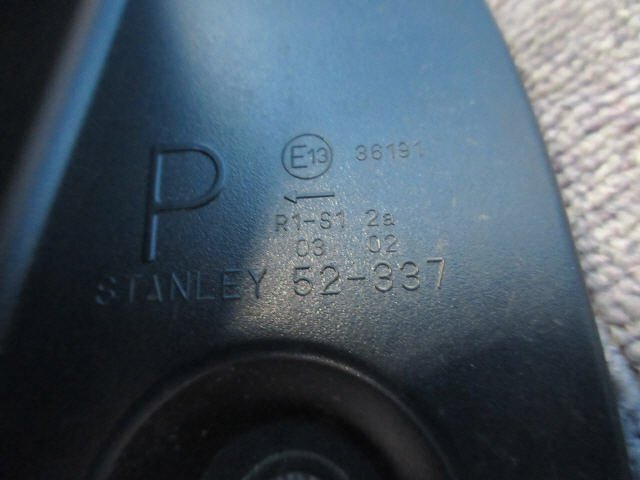 P
E13 36191
←
R1-S1 2a
03 02
STANLEY 52-337